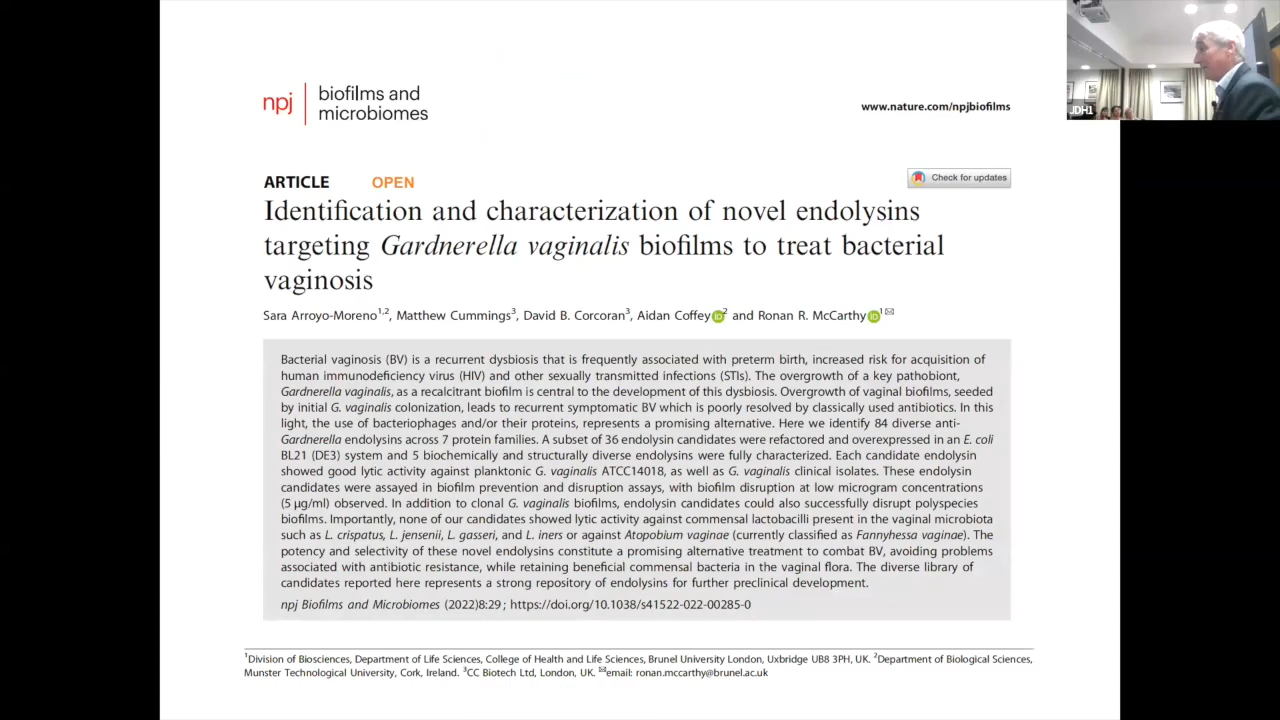 npj
biofilms and
microbiomes
www.nature.com/npjbiofilms
JDH1
ARTICLE OPEN
Check for updates
Identification and characterization of novel endolysins
targeting Gardnerella vaginalis biofilms to treat bacterial
vaginosis
Sara Arroyo-Moreno1,2, Matthew Cummings3, David B. Corcoran3, Aidan Coffey iD 2 and Ronan R. McCarthy iD 1✉
Bacterial vaginosis (BV) is a recurrent dysbiosis that is frequently associated with preterm birth, increased risk for acquisition of
human immunodeficiency virus (HIV) and other sexually transmitted infections (STIs). The overgrowth of a key pathobiont,
Gardnerella vaginalis, as a recalcitrant biofilm is central to the development of this dysbiosis. Overgrowth of vaginal biofilms, seeded
by initial G. vaginalis colonization, leads to recurrent symptomatic BV which is poorly resolved by classically used antibiotics. In this
light, the use of bacteriophages and/or their proteins, represents a promising alternative. Here we identify 84 diverse anti-
Gardnerella endolysins across 7 protein families. A subset of 36 endolysin candidates were refactored and overexpressed in an E. coli
BL21 (DE3) system and 5 biochemically and structurally diverse endolysins were fully characterized. Each candidate endolysin
showed good lytic activity against planktonic G. vaginalis ATCC14018, as well as G. vaginalis clinical isolates. These endolysin
candidates were assayed in biofilm prevention and disruption assays, with biofilm disruption at low microgram concentrations
(5 μg/ml) observed. In addition to clonal G. vaginalis biofilms, endolysin candidates could also successfully disrupt polyspecies
biofilms. Importantly, none of our candidates showed lytic activity against commensal lactobacilli present in the vaginal microbiota
such as L. crispatus, L. jensenii, L. gasseri, and L. iners or against Atopobium vaginae (currently classified as Fannyhessa vaginae). The
potency and selectivity of these novel endolysins constitute a promising alternative treatment to combat BV, avoiding problems
associated with antibiotic resistance, while retaining beneficial commensal bacteria in the vaginal flora. The diverse library of
candidates reported here represents a strong repository of endolysins for further preclinical development.
npj Biofilms and Microbiomes (2022)8:29 ; https://doi.org/10.1038/s41522-022-00285-0
1Division of Biosciences, Department of Life Sciences, College of Health and Life Sciences, Brunel University London, Uxbridge UB8 3PH, UK. 2Department of Biological Sciences,
Munster Technological University, Cork, Ireland. 3CC Biotech Ltd, London, UK. ✉email: ronan.mccarthy@brunel.ac.uk